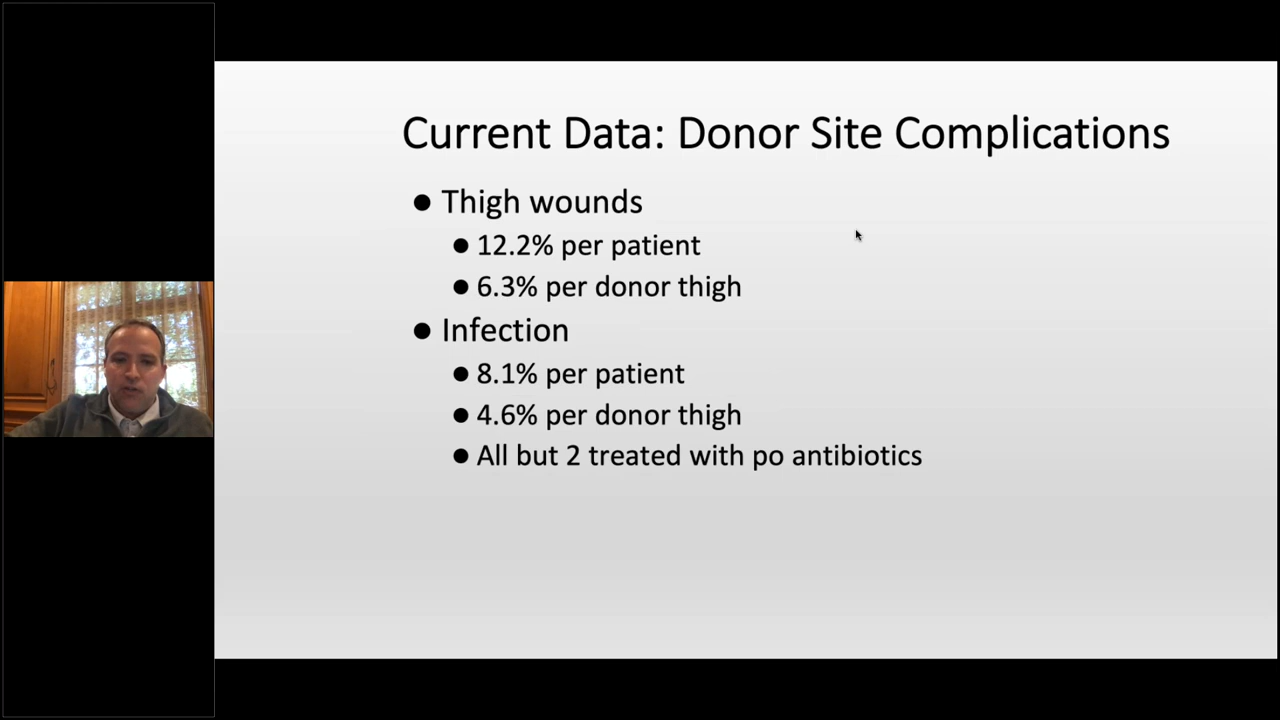 Current Data: Donor Site Complications
● Thigh wounds
● 12.2% per patient
● 6.3% per donor thigh
● Infection
● 8.1% per patient
● 4.6% per donor thigh
● All but 2 treated with po antibiotics